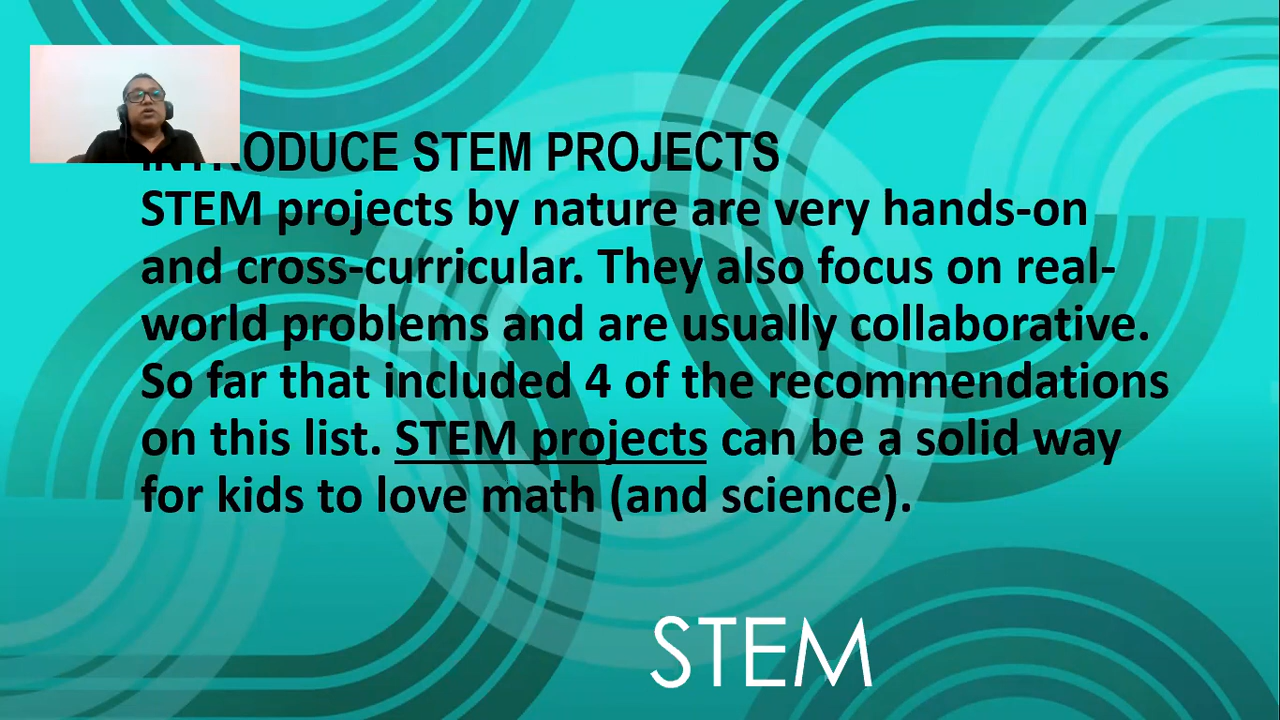 INTRODUCE STEM PROJECTS
STEM projects by nature are very hands-on
and cross-curricular. They also focus on real-
world problems and are usually collaborative.
So far that included 4 of the recommendations
on this list. STEM projects can be a solid way
for kids to love math (and science).
STEM